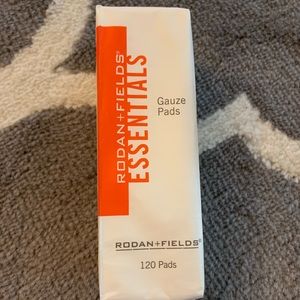 RODAN+FIELDS®
ESSENTIALS
Gauze
Pads
RODAN+FIELDS®
120 Pads